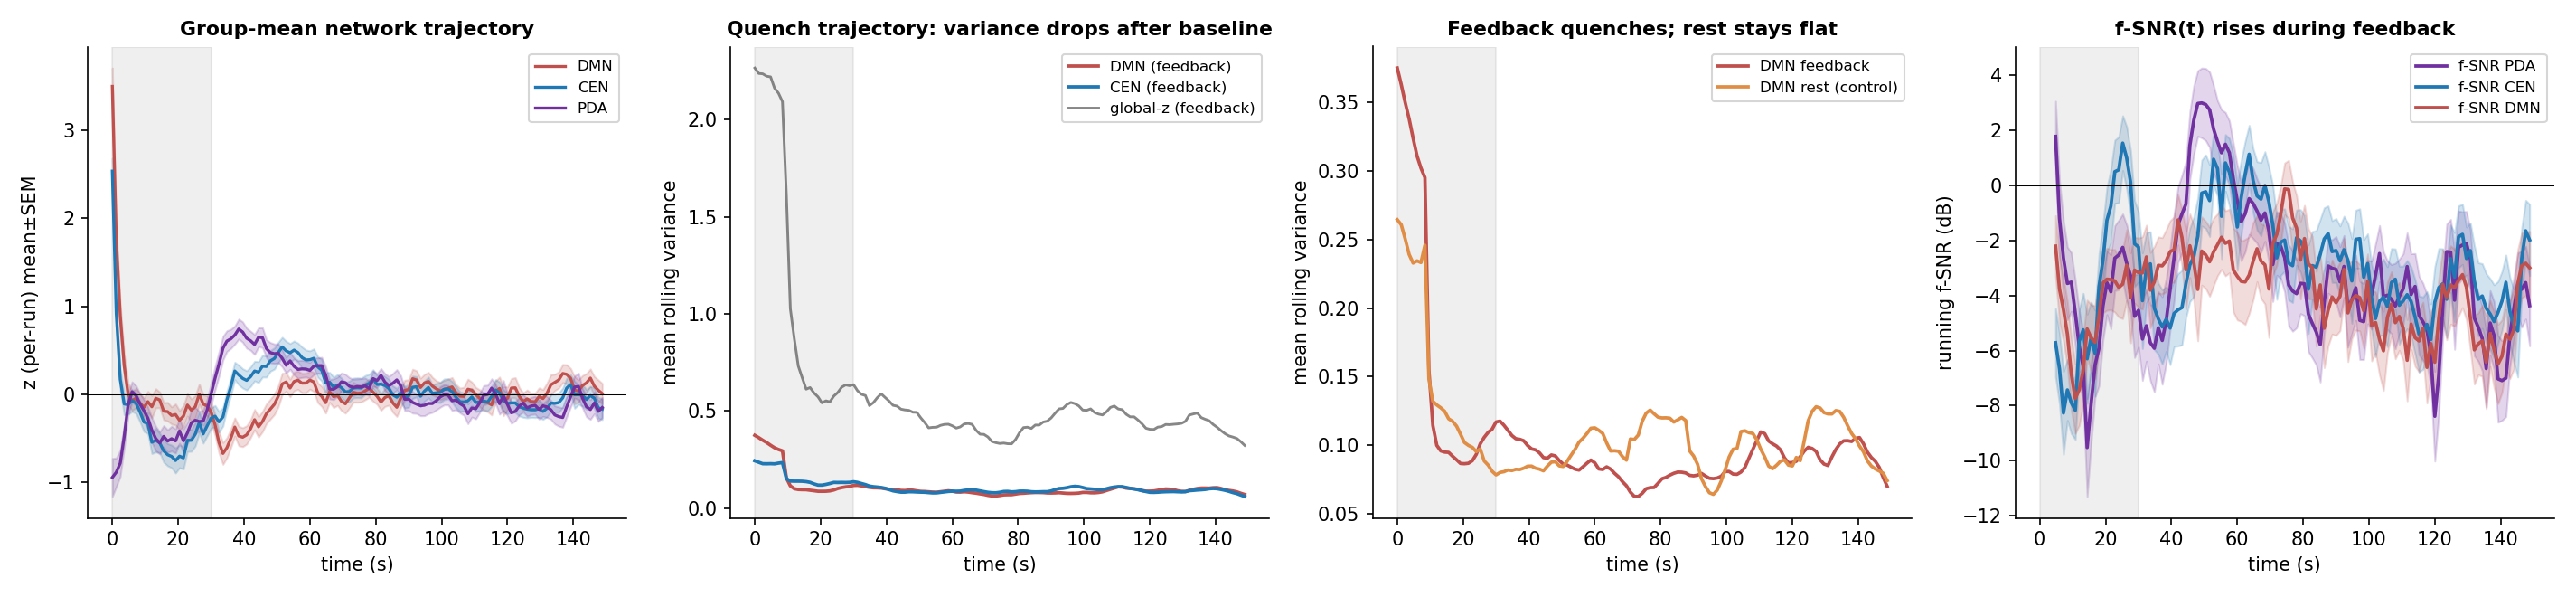 Group-mean network trajectory
z (per-run) mean±SEM
3
2
1
0
−1
0 20 40 60 80 100 120 140
time (s)
DMN
CEN
PDA
Quench trajectory: variance drops after baseline
mean rolling variance
2.0
1.5
1.0
0.5
0.0
0 20 40 60 80 100 120 140
time (s)
DMN (feedback)
CEN (feedback)
global-z (feedback)
Feedback quenches; rest stays flat
mean rolling variance
0.35
0.30
0.25
0.20
0.15
0.10
0.05
0 20 40 60 80 100 120 140
time (s)
DMN feedback
DMN rest (control)
f-SNR(t) rises during feedback
running f-SNR (dB)
4
2
0
−2
−4
−6
−8
−10
−12
0 20 40 60 80 100 120 140
time (s)
f-SNR PDA
f-SNR CEN
f-SNR DMN